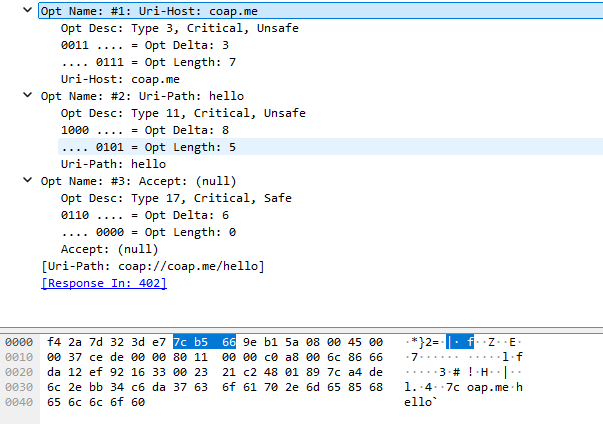 Opt Name: #1: Uri-Host: coap.me
Opt Desc: Type 3, Critical, Unsafe
0011 .... = Opt Delta: 3
.... 0111 = Opt Length: 7
Uri-Host: coap.me
Opt Name: #2: Uri-Path: hello
Opt Desc: Type 11, Critical, Unsafe
1000 .... = Opt Delta: 8
.... 0101 = Opt Length: 5
Uri-Path: hello
Opt Name: #3: Accept: (null)
Opt Desc: Type 17, Critical, Safe
0110 .... = Opt Delta: 6
.... 0000 = Opt Length: 0
Accept: (null)
[Uri-Path: coap://coap.me/hello]
[Response In: 402]
0000 f4 2a 7d 32 3d e7 7c b5 66 9e b1 5a 08 00 45 00 ·*}2=·|·f··Z··E·
0010 00 37 ce de 00 00 80 11 00 00 c0 a8 00 6c 86 66 ·7······ ·····l·f
0020 da 12 ef 92 16 33 00 23 21 c2 48 01 89 7c a4 de ·····3·# !·H··|··
0030 6c 2e bb 34 c6 da 37 63 6f 61 70 2e 6d 65 85 68 l.·4··7c oap.me·h
0040 65 6c 6c 6f 60 ello`